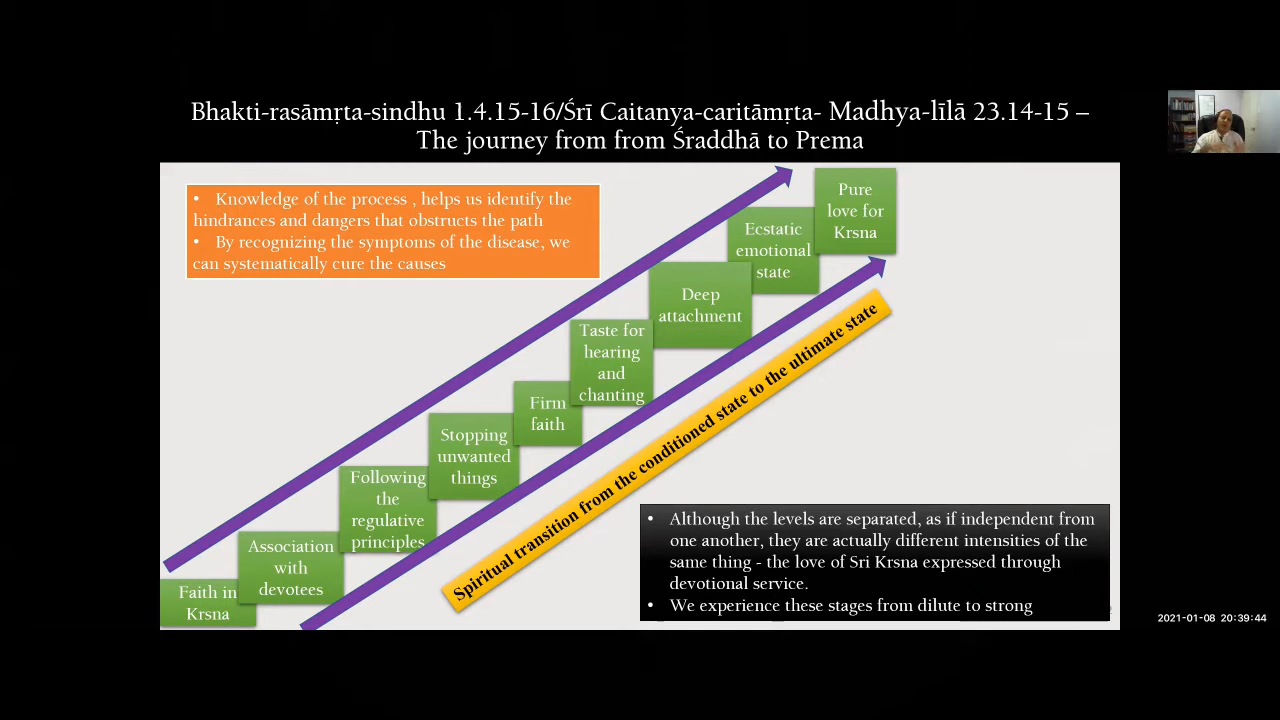 Bhakti-rasāmṛta-sindhu 1.4.15-16/Śrī Caitanya-caritāmṛta- Madhya-līlā 23.14-15 –
The journey from from Śraddhā to Prema
• Knowledge of the process , helps us identify the
hindrances and dangers that obstructs the path
• By recognizing the symptoms of the disease, we
can systematically cure the causes
Faith in
Krsna
Association
with
devotees
Following
the
regulative
principles
Stopping
unwanted
things
Firm
faith
Taste for
hearing
and
chanting
Deep
attachment
Ecstatic
emotional
state
Pure
love for
Krsna
Spiritual transition from the conditioned state to the ultimate state
• Although the levels are separated, as if independent from
one another, they are actually different intensities of the
same thing - the love of Sri Krsna expressed through
devotional service.
• We experience these stages from dilute to strong
2021-01-08 20:39:44